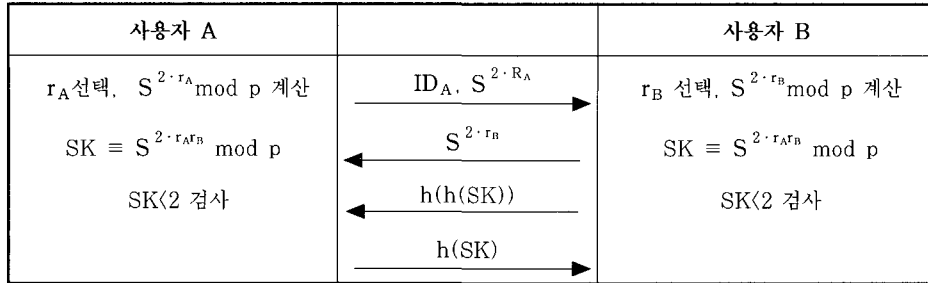 사용자 A
사용자 B
r_A선택, S^{2·r_A} mod p 계산
ID_A, S^{2·R_A}
r_B 선택, S^{2·r_B} mod p 계산
SK ≡ S^{2·r_Ar_B} mod p
S^{2·r_B}
SK ≡ S^{2·r_Ar_B} mod p
SK<2 검사
h(h(SK))
SK<2 검사
h(SK)